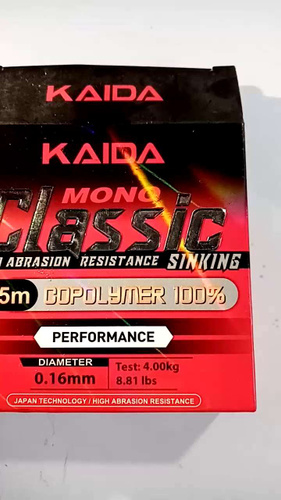 KAIDA
KAIDA
MONO
Classic
ABRASION RESISTANCE SINKING
5m COPOLYMER 100%
PERFORMANCE
DIAMETER
0.16mm
Test: 4.00kg
8.81 lbs
JAPAN TECHNOLOGY / HIGH ABRASION RESISTANCE